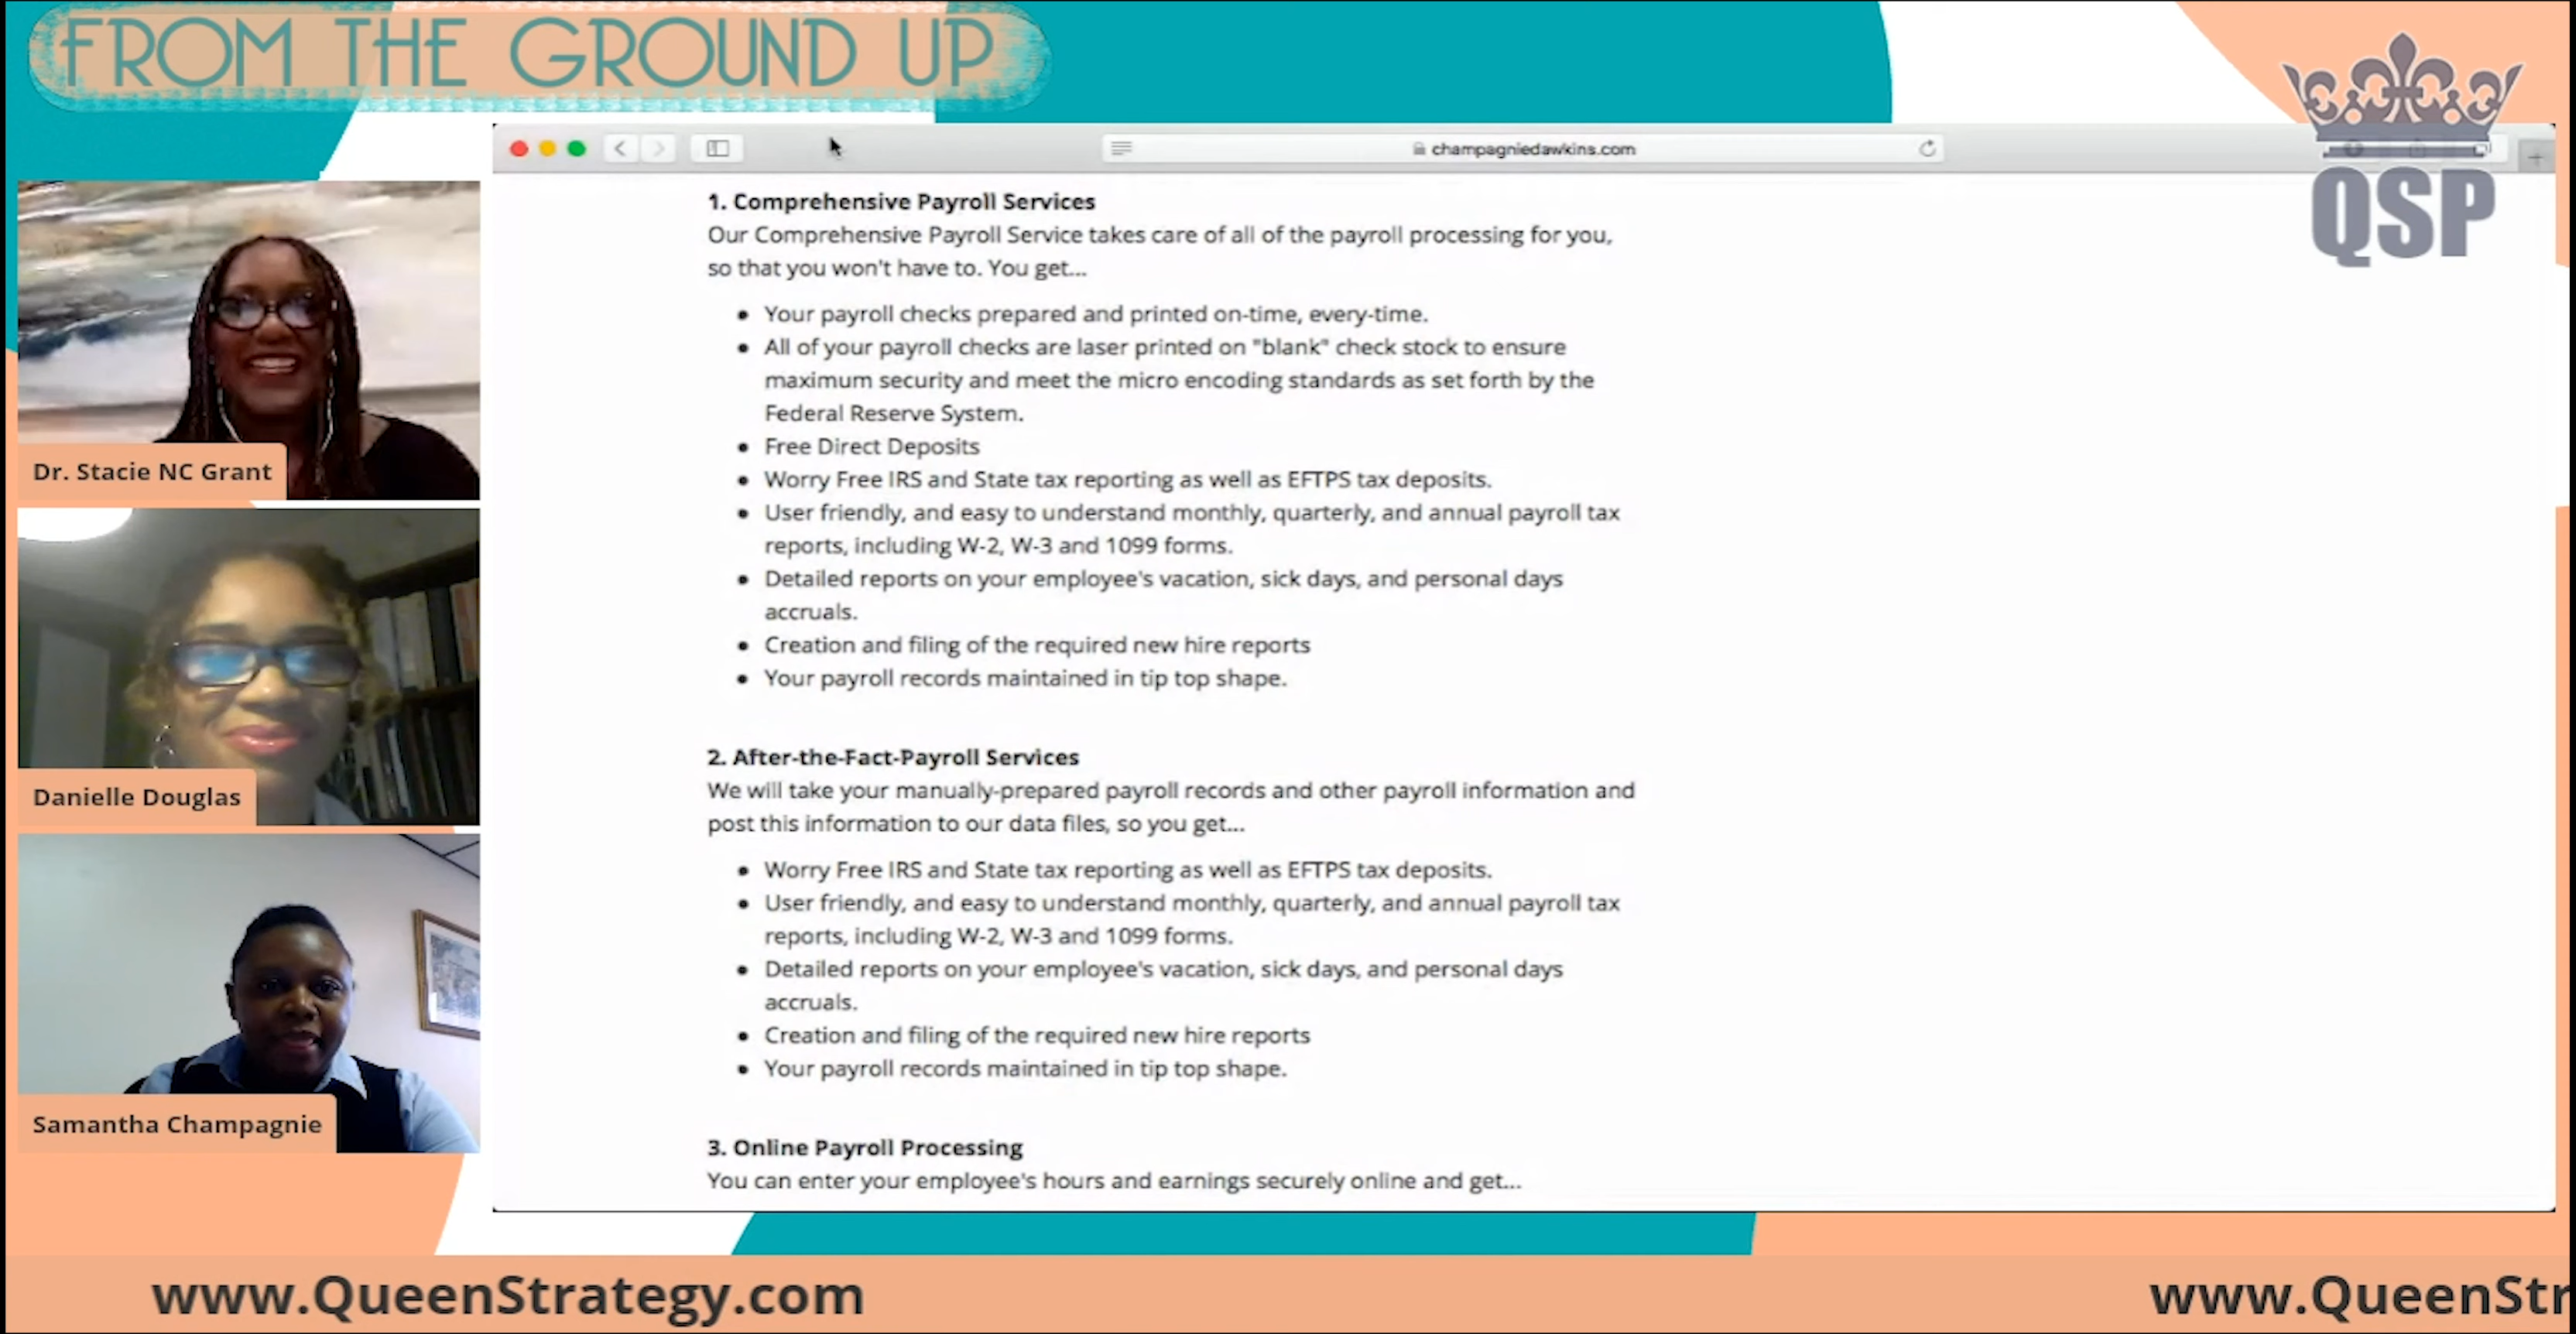 FROM THE GROUND UP
QSP
champagniedawkins.com
1. Comprehensive Payroll Services
Our Comprehensive Payroll Service takes care of all of the payroll processing for you,
so that you won't have to. You get...
• Your payroll checks prepared and printed on-time, every-time.
• All of your payroll checks are laser printed on "blank" check stock to ensure
maximum security and meet the micro encoding standards as set forth by the
Federal Reserve System.
• Free Direct Deposits
• Worry Free IRS and State tax reporting as well as EFTPS tax deposits.
• User friendly, and easy to understand monthly, quarterly, and annual payroll tax
reports, including W-2, W-3 and 1099 forms.
• Detailed reports on your employee's vacation, sick days, and personal days
accruals.
• Creation and filing of the required new hire reports
• Your payroll records maintained in tip top shape.
2. After-the-Fact-Payroll Services
We will take your manually-prepared payroll records and other payroll information and
post this information to our data files, so you get...
• Worry Free IRS and State tax reporting as well as EFTPS tax deposits.
• User friendly, and easy to understand monthly, quarterly, and annual payroll tax
reports, including W-2, W-3 and 1099 forms.
• Detailed reports on your employee's vacation, sick days, and personal days
accruals.
• Creation and filing of the required new hire reports
• Your payroll records maintained in tip top shape.
3. Online Payroll Processing
You can enter your employee's hours and earnings securely online and get...
Dr. Stacie NC Grant
Danielle Douglas
Samantha Champagnie
www.QueenStrategy.com
www.QueenStr